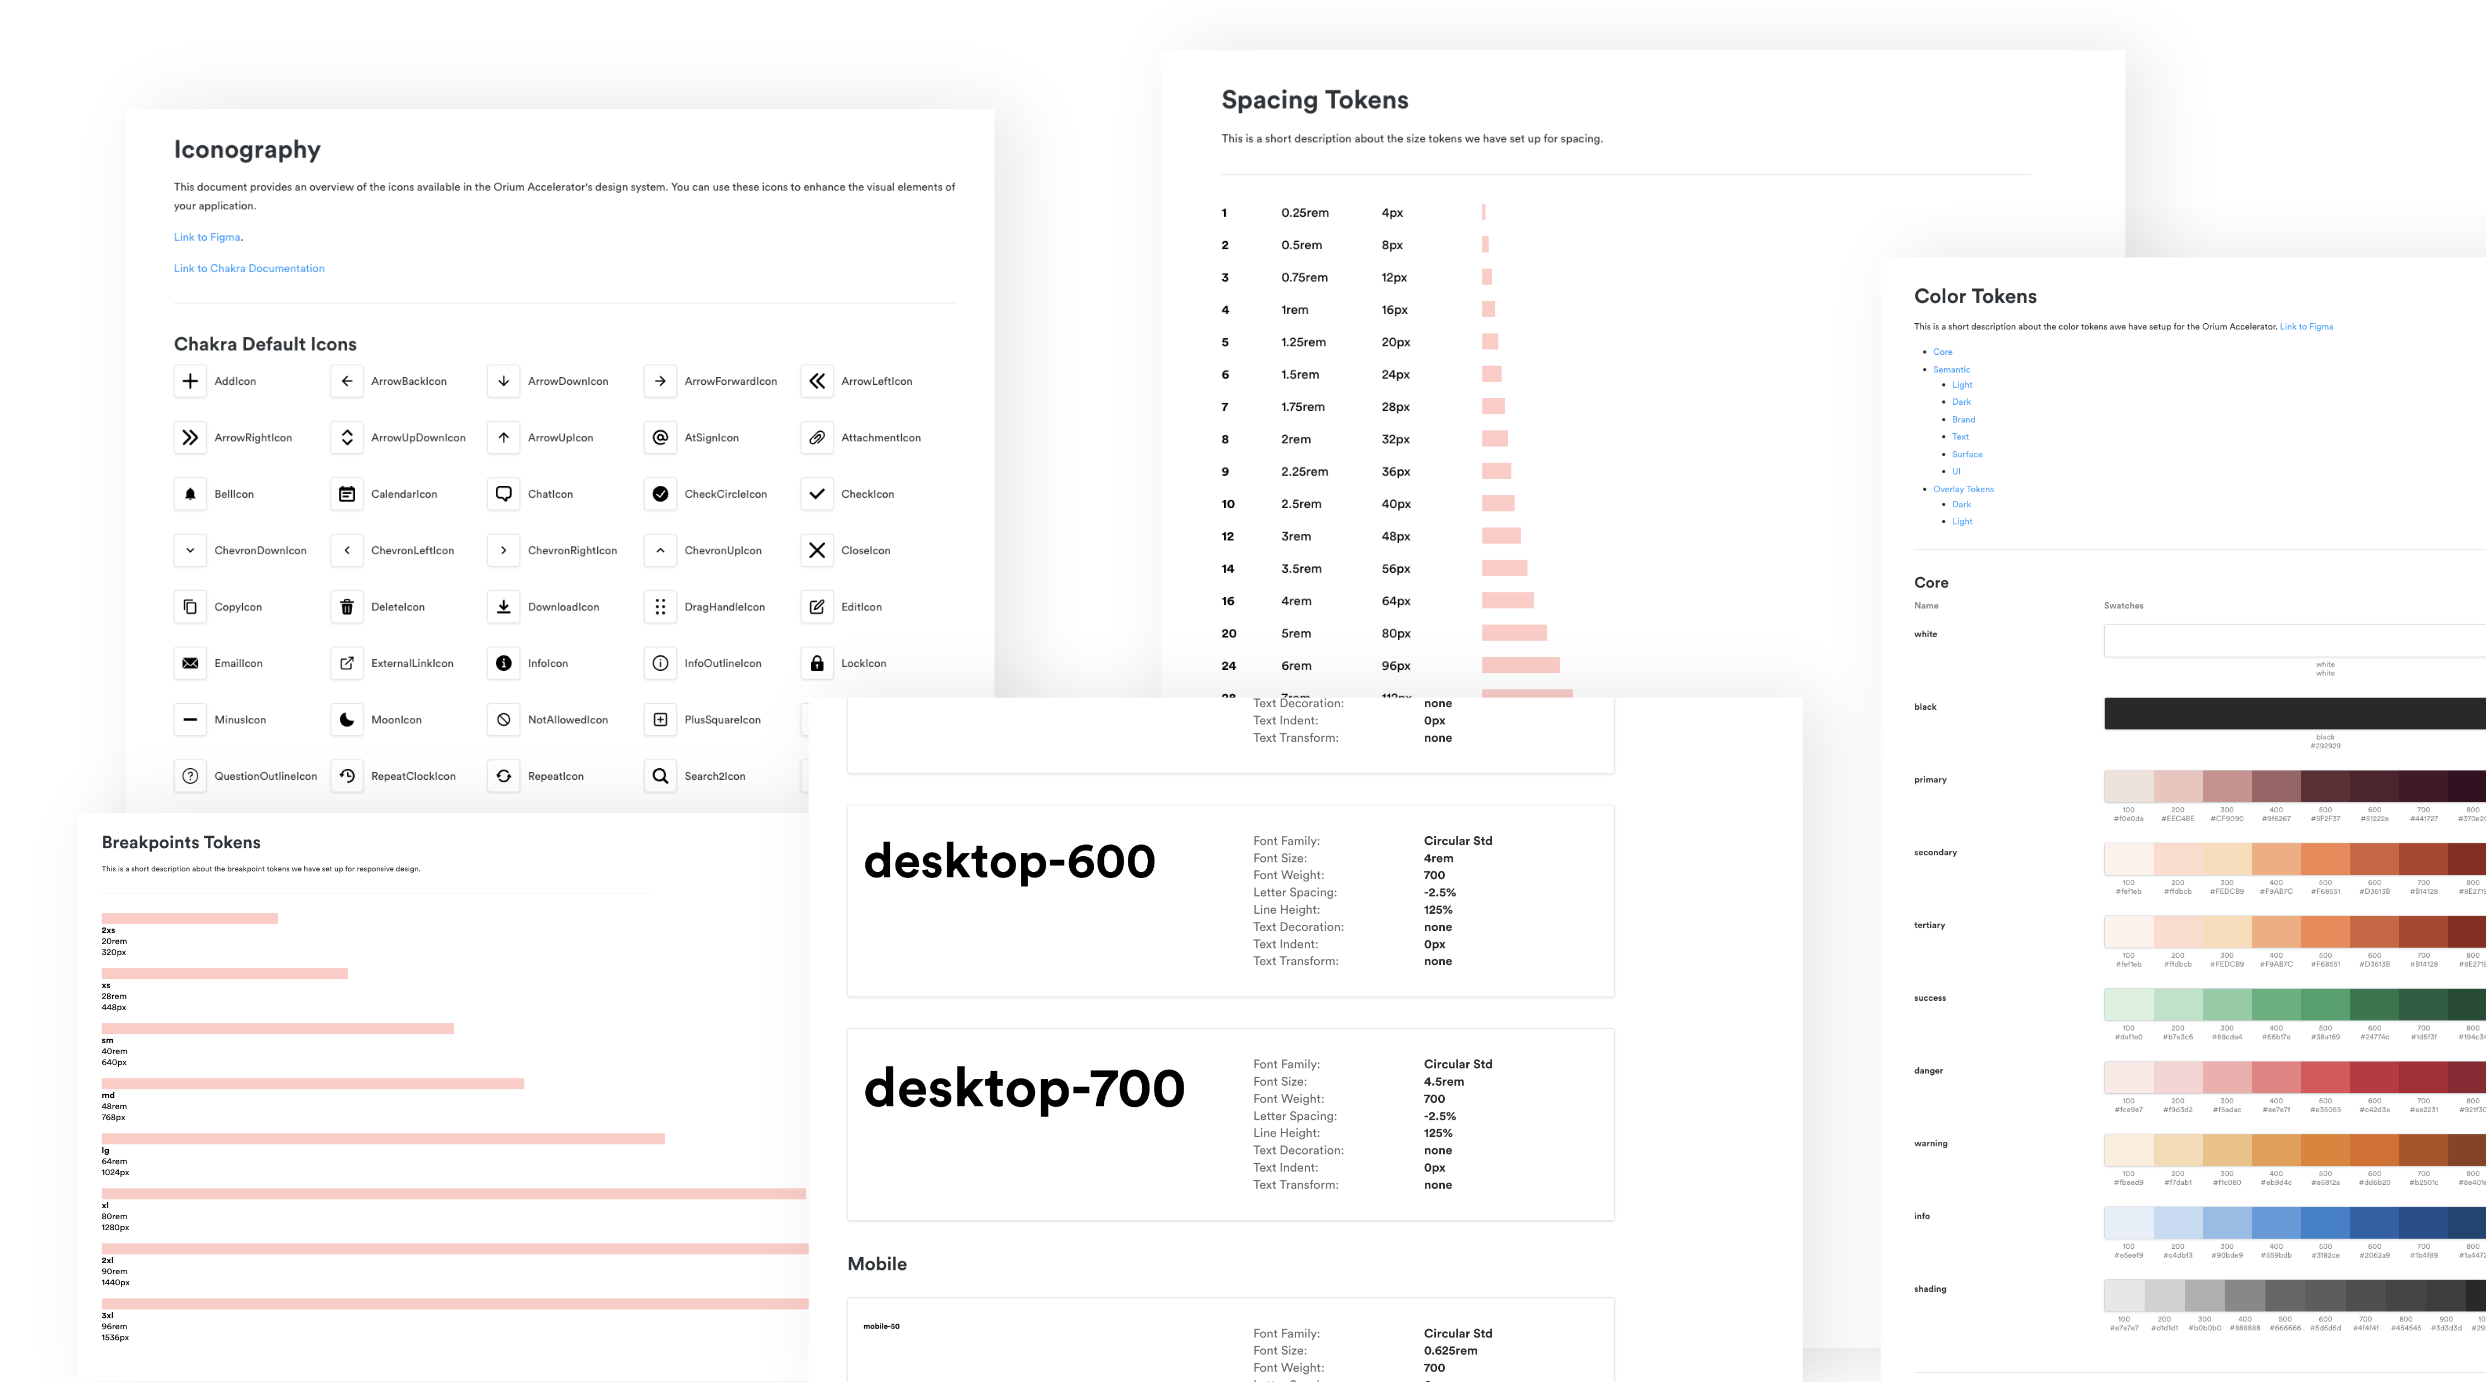 Iconography
This document provides an overview of the icons available in the Orium Accelerator's design system. You can use these icons to enhance the visual elements of
your application.
Link to Figma.
Link to Chakra Documentation
Chakra Default Icons
AddIcon ArrowBackIcon ArrowDownIcon ArrowForwardIcon ArrowLeftIcon
ArrowRightIcon ArrowUpDownIcon ArrowUpIcon AtSignIcon AttachmentIcon
BellIcon CalendarIcon ChatIcon CheckCircleIcon CheckIcon
ChevronDownIcon ChevronLeftIcon ChevronRightIcon ChevronUpIcon CloseIcon
CopyIcon DeleteIcon DownloadIcon DragHandleIcon EditIcon
EmailIcon ExternalLinkIcon InfoIcon InfoOutlineIcon LockIcon
MinusIcon MoonIcon NotAllowedIcon PlusSquareIcon
QuestionOutlineIcon RepeatClockIcon RepeatIcon Search2Icon
Spacing Tokens
This is a short description about the size tokens we have set up for spacing.
1 0.25rem 4px
2 0.5rem 8px
3 0.75rem 12px
4 1rem 16px
5 1.25rem 20px
6 1.5rem 24px
7 1.75rem 28px
8 2rem 32px
9 2.25rem 36px
10 2.5rem 40px
12 3rem 48px
14 3.5rem 56px
16 4rem 64px
20 5rem 80px
24 6rem 96px
28 7rem 112px
Color Tokens
This is a short description about the color tokens awe have setup for the Orium Accelerator. Link to Figma
Core
Semantic
Light
Dark
Brand
Text
Surface
UI
Overlay Tokens
Dark
Light
Core
Name Swatches
white
white
white
black
black
#292929
primary
100 200 300 400 500 600 700 800
#f0e0da #EEC4BE #CF9090 #9f6267 #5F2F37 #51222e #441727
secondary
100 200 300 400 500 600 700 800
#fef1eb #ffdbcb #FEDCB9 #F9AB7C #F68551 #D3613B #B14128
tertiary
100 200 300 400 500 600 700 800
#fef1eb #ffdbcb #FEDCB9 #F9AB7C #F68551 #D3613B #B14128
success
100 200 300 400 500 600 700 800
#daf1e0 #b7e3c6 #88cda4 #56b17e #38a169 #24774c #1d5f3f
danger
100 200 300 400 500 600 700 800
#fce9e7 #f9d3d2 #f5adac #ee7e7f #e35055 #c42d3a #ae2231
warning
100 200 300 400 500 600 700 800
#fbeed9 #f7dab1 #f1c080 #eb9d4c #e5812a #dd6b20 #b2501c
info
100 200 300 400 500 600 700 800
#e5eef9 #c4dbf3 #90bde9 #559bdb #3182ce #2062a9 #1b4f89
shading
100 200 300 400 500 600 700 800 900
#e7e7e7 #d1d1d1 #b0b0b0 #888888 #666666 #5d5d5d #4f4f4f #454545 #3d3d3d
Breakpoints Tokens
This is a short description about the breakpoint tokens we have set up for responsive design.
2xs
20rem
320px
xs
28rem
448px
sm
40rem
640px
md
48rem
768px
lg
64rem
1024px
xl
80rem
1280px
2xl
90rem
1440px
3xl
96rem
1536px
Text Decoration: none
Text Indent: 0px
Text Transform: none
desktop-600
Font Family: Circular Std
Font Size: 4rem
Font Weight: 700
Letter Spacing: -2.5%
Line Height: 125%
Text Decoration: none
Text Indent: 0px
Text Transform: none
desktop-700
Font Family: Circular Std
Font Size: 4.5rem
Font Weight: 700
Letter Spacing: -2.5%
Line Height: 125%
Text Decoration: none
Text Indent: 0px
Text Transform: none
Mobile
mobile-50
Font Family: Circular Std
Font Size: 0.625rem
Font Weight: 700